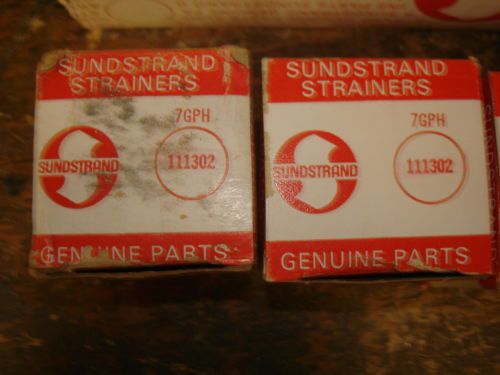 SUNDSTRAND
STRAINERS
7GPH
SUNDSTRAND
111302
GENUINE PARTS
SUNDSTRAND
STRAINERS
7GPH
SUNDSTRAND
111302
GENUINE PARTS